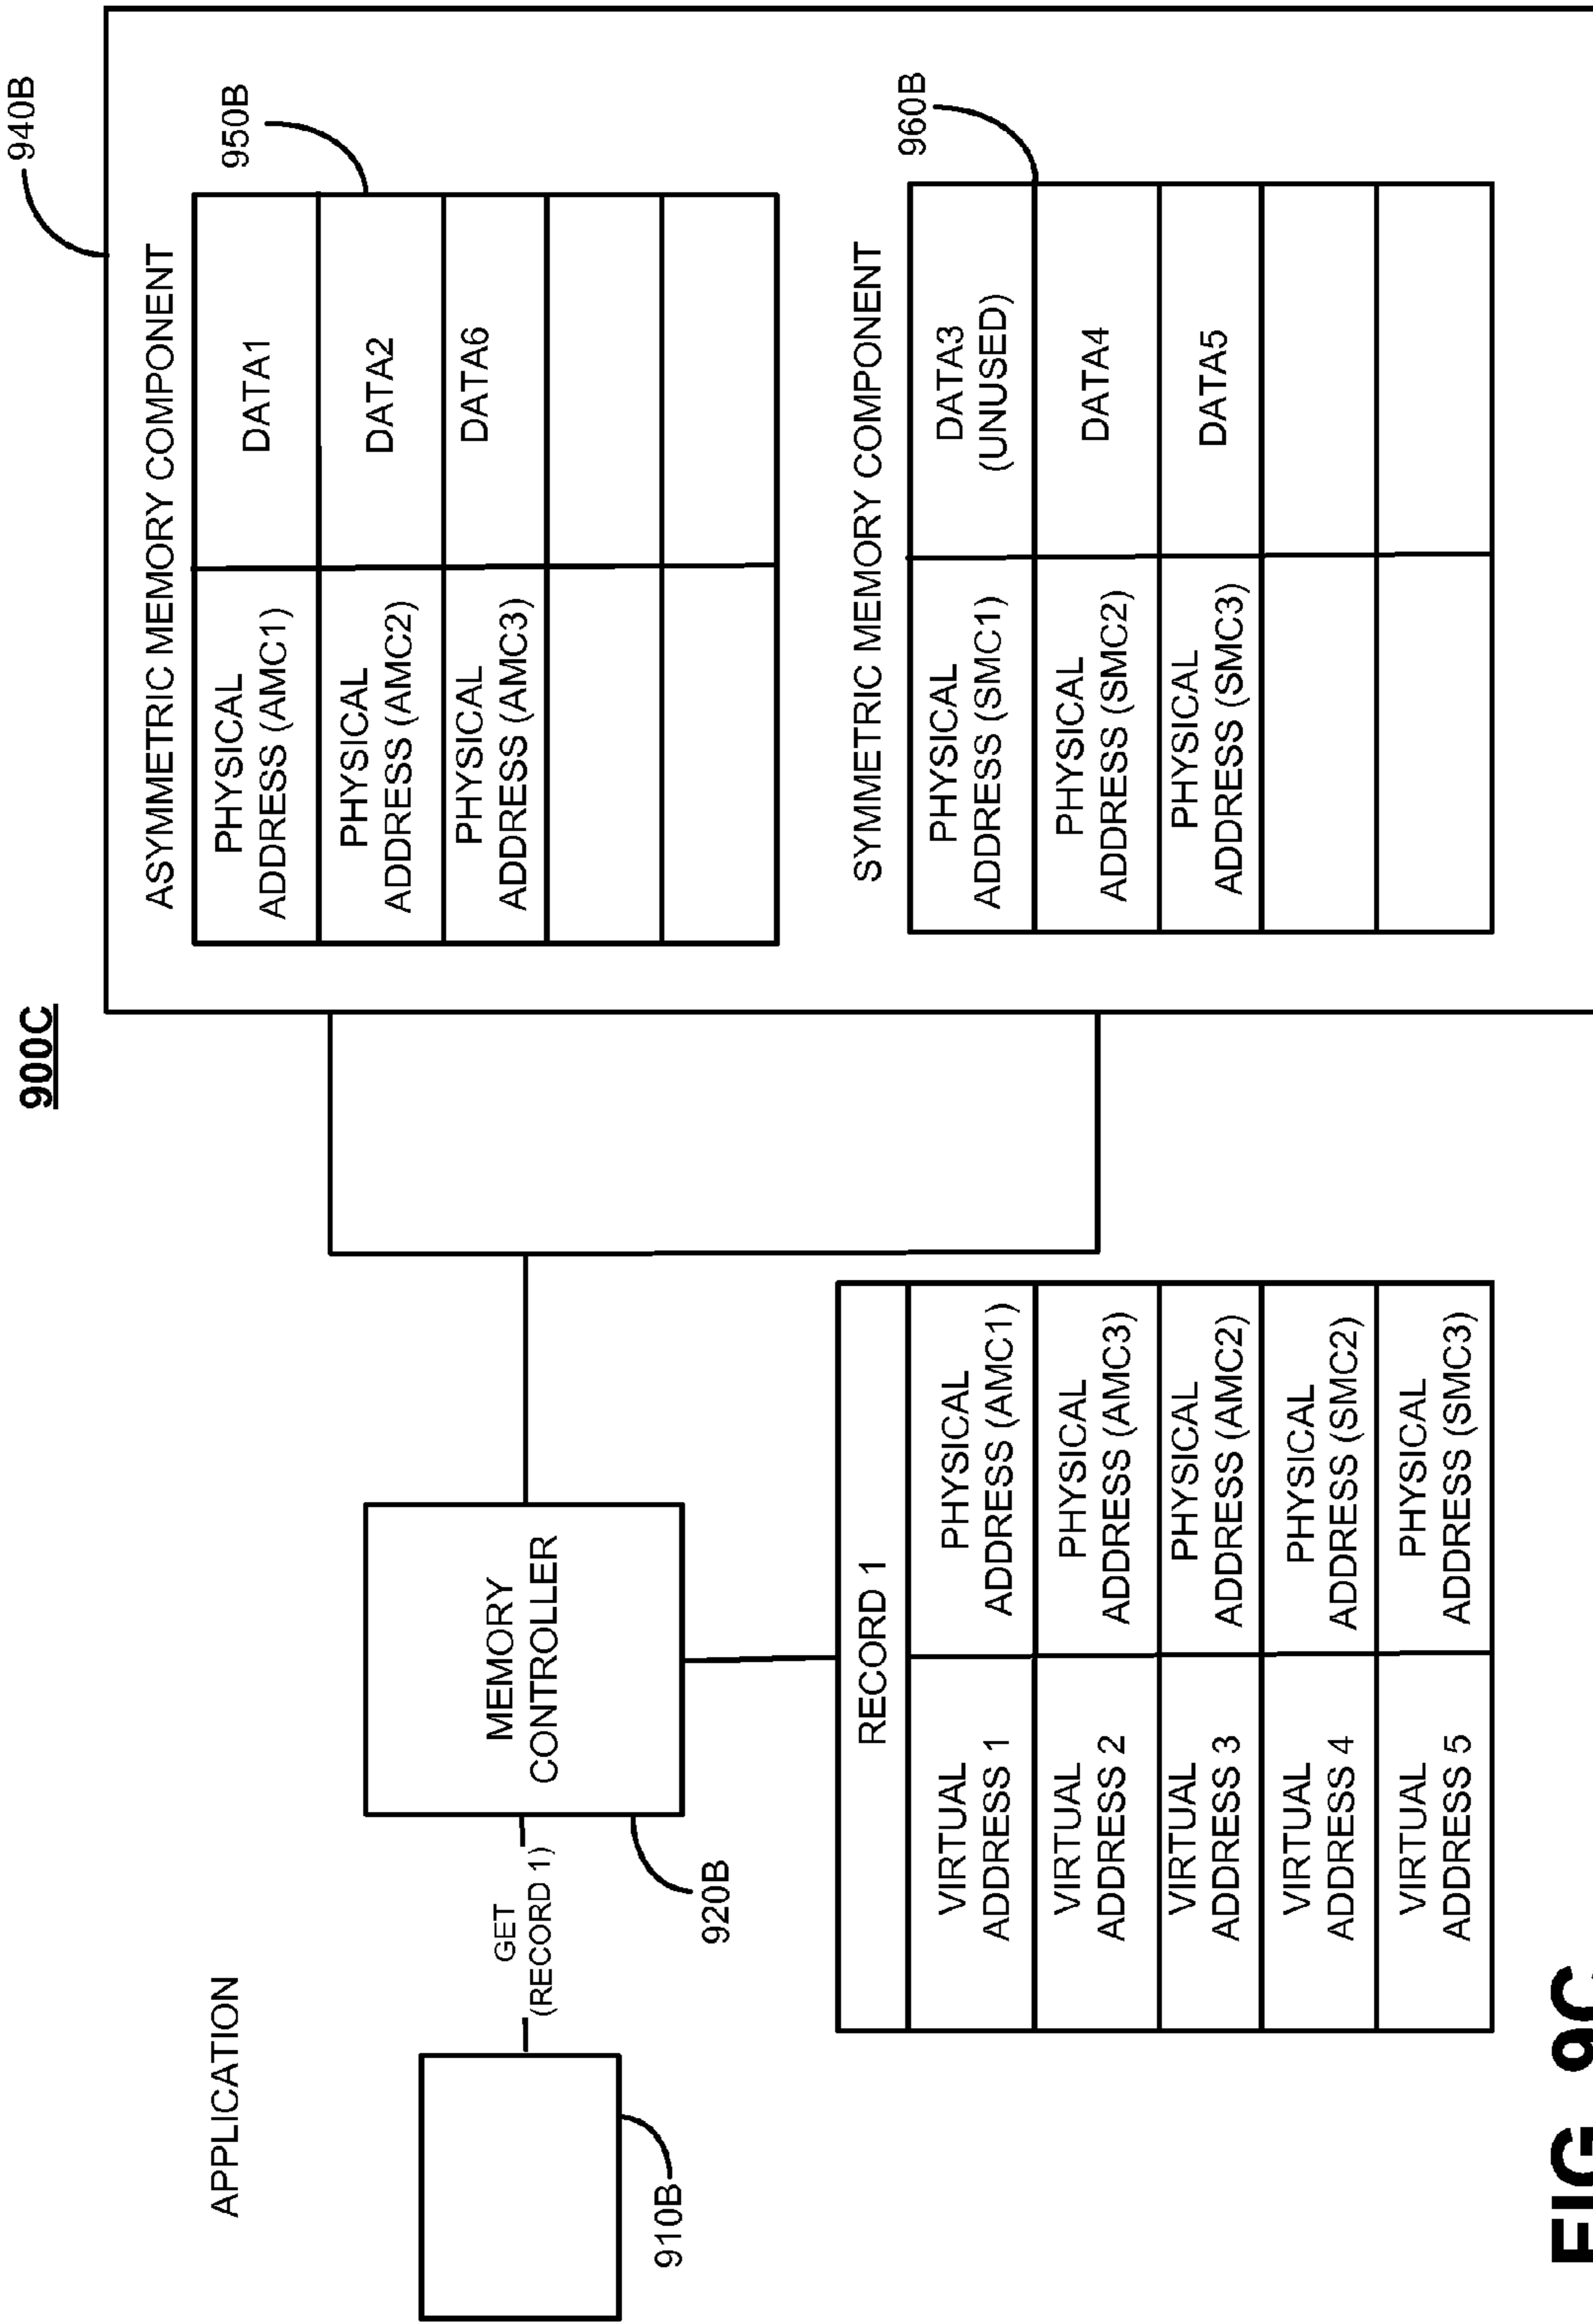 900C
940B
APPLICATION
910B
GET
(RECORD 1)
MEMORY
CONTROLLER
920B
RECORD 1
VIRTUAL
ADDRESS 1
PHYSICAL
ADDRESS (AMC1)
VIRTUAL
ADDRESS 2
PHYSICAL
ADDRESS (AMC3)
VIRTUAL
ADDRESS 3
PHYSICAL
ADDRESS (AMC2)
VIRTUAL
ADDRESS 4
PHYSICAL
ADDRESS (SMC2)
VIRTUAL
ADDRESS 5
PHYSICAL
ADDRESS (SMC3)
ASYMMETRIC MEMORY COMPONENT
950B
PHYSICAL
ADDRESS (AMC1)
DATA1
PHYSICAL
ADDRESS (AMC2)
DATA2
PHYSICAL
ADDRESS (AMC3)
DATA6
SYMMETRIC MEMORY COMPONENT
960B
PHYSICAL
ADDRESS (SMC1)
DATA3
(UNUSED)
PHYSICAL
ADDRESS (SMC2)
DATA4
PHYSICAL
ADDRESS (SMC3)
DATA5
FIG. 9C